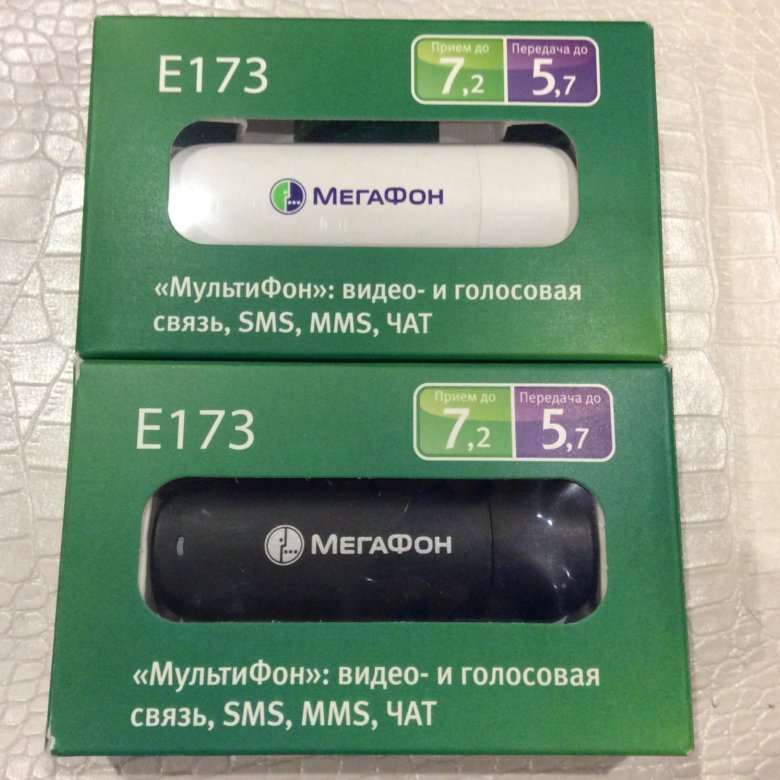 E173
Прием до
7,2
Передача до
5,7
МЕГАФОН
«МультиФон»: видео- и голосовая
связь, SMS, MMS, ЧАТ
E173
Прием до
7,2
Передача до
5,7
МЕГАФОН
«МультиФон»: видео- и голосовая
связь, SMS, MMS, ЧАТ